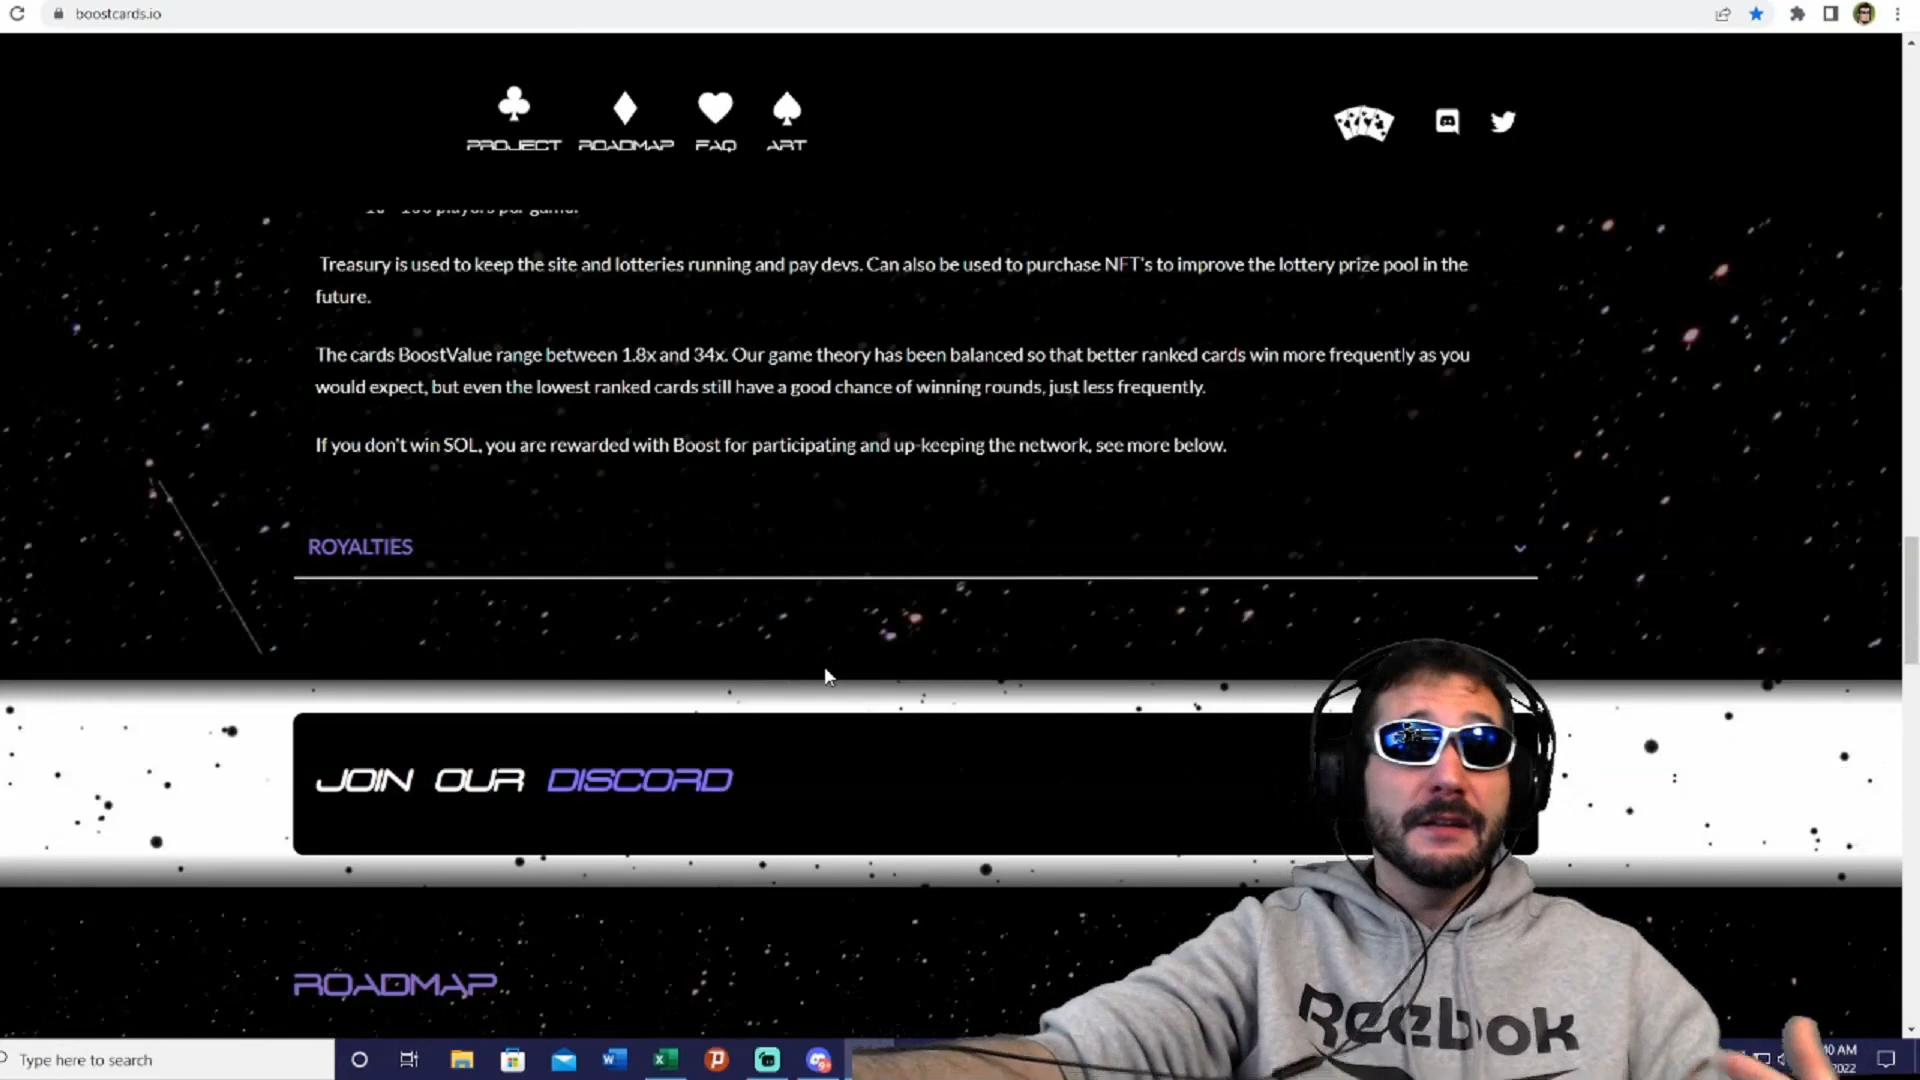 boostcards.io
PROJECT ROADMAP FAQ ART
Treasury is used to keep the site and lotteries running and pay devs. Can also be used to purchase NFT's to improve the lottery prize pool in the
future.
The cards BoostValue range between 1.8x and 34x. Our game theory has been balanced so that better ranked cards win more frequently as you
would expect, but even the lowest ranked cards still have a good chance of winning rounds, just less frequently.
If you don't win SOL, you are rewarded with Boost for participating and up-keeping the network, see more below.
ROYALTIES
JOIN OUR DISCORD
ROADMAP
Reebok
Type here to search
AM
2022